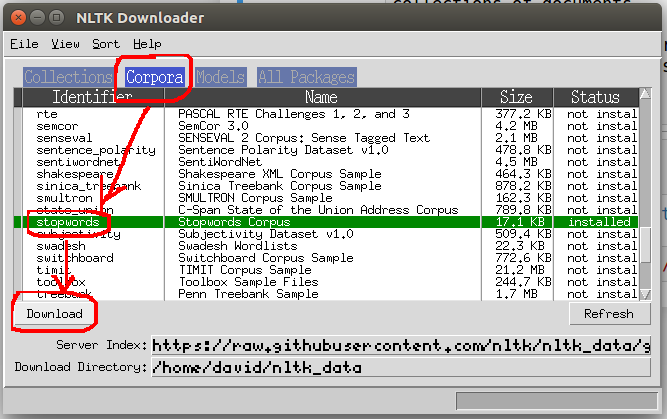 collections of documents
NLTK Downloader
File View Sort Help
Collections Corpora Models All Packages
Identifier Name Size Status
rte PASCAL RTE Challenges 1, 2, and 3 377.2 KB not instal
semcor SemCor 3.0 4.2 MB not instal
senseval SENSEVAL 2 Corpus: Sense Tagged Text 2.1 MB not instal
sentence_polarity Sentence Polarity Dataset v1.0 478.8 KB not instal
sentiwordnet SentiWordNet 4.5 MB not instal
shakespeare Shakespeare XML Corpus Sample 464.3 KB not instal
sinica_treebank Sinica Treebank Corpus Sample 878.2 KB not instal
smultron SMULTRON Corpus Sample 162.3 KB not instal
state_union C-Span State of the Union Address Corpus 789.8 KB not instal
stopwords Stopwords Corpus 17.1 KB installed
subjectivity Subjectivity Dataset v1.0 509.4 KB not instal
swadesh Swadesh Wordlists 22.3 KB not instal
switchboard Switchboard Corpus Sample 772.6 KB not instal
timit TIMIT Corpus Sample 21.2 MB not instal
toolbox Toolbox Sample Files 244.7 KB not instal
treebank Penn Treebank Sample 1.7 MB not instal
Download Refresh
Server Index: https://raw.githubusercontent.com/nltk/nltk_data/g
Download Directory: /home/david/nltk_data